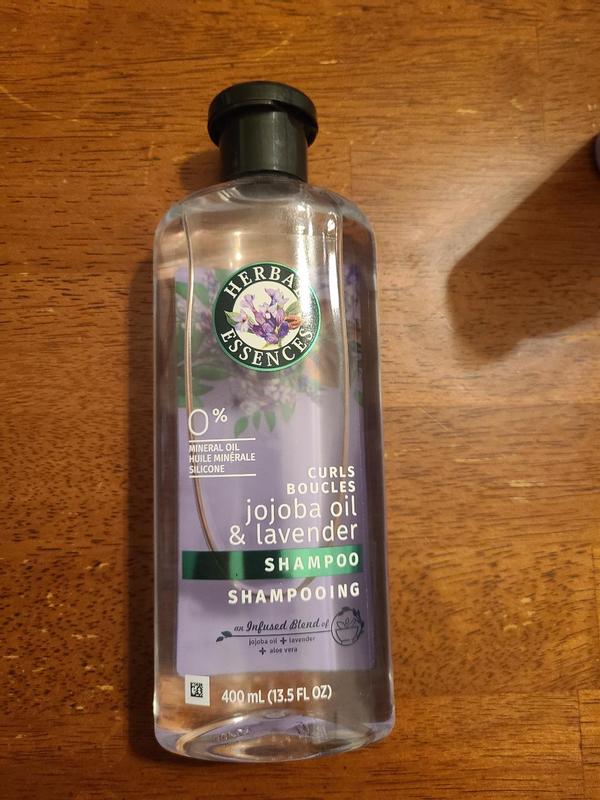 HERBAL
ESSENCES
0%
MINERAL OIL
HUILE MINÉRALE
SILICONE
CURLS
BOUCLES
jojoba oil
& lavender
SHAMPOO
SHAMPOOING
an Infused Blend of
jojoba oil + lavender
+ aloe vera
400 mL (13.5 FL OZ)